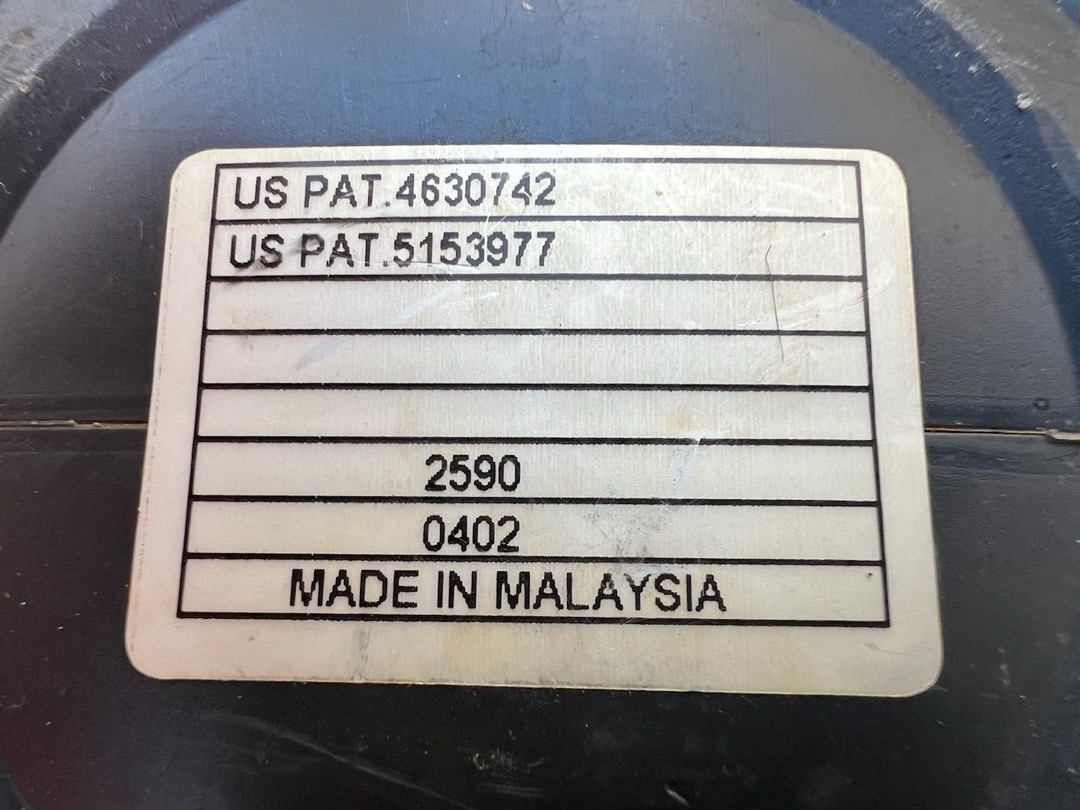 US PAT.4630742
US PAT.5153977
2590
0402
MADE IN MALAYSIA